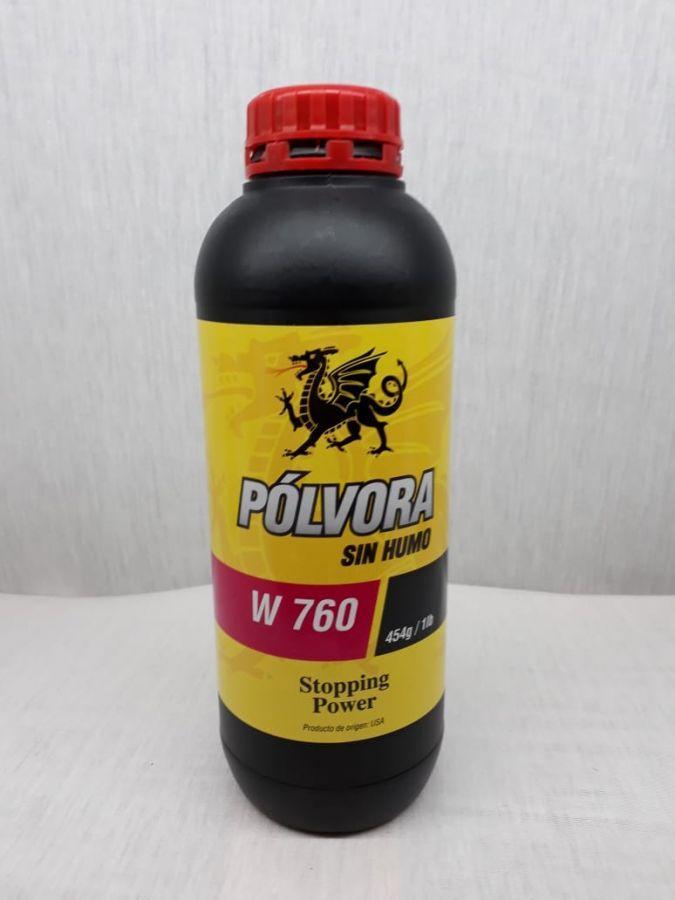 PÓLVORA
SIN HUMO
W 760
454g / 1lb
Stopping
Power
Producto de origen: USA